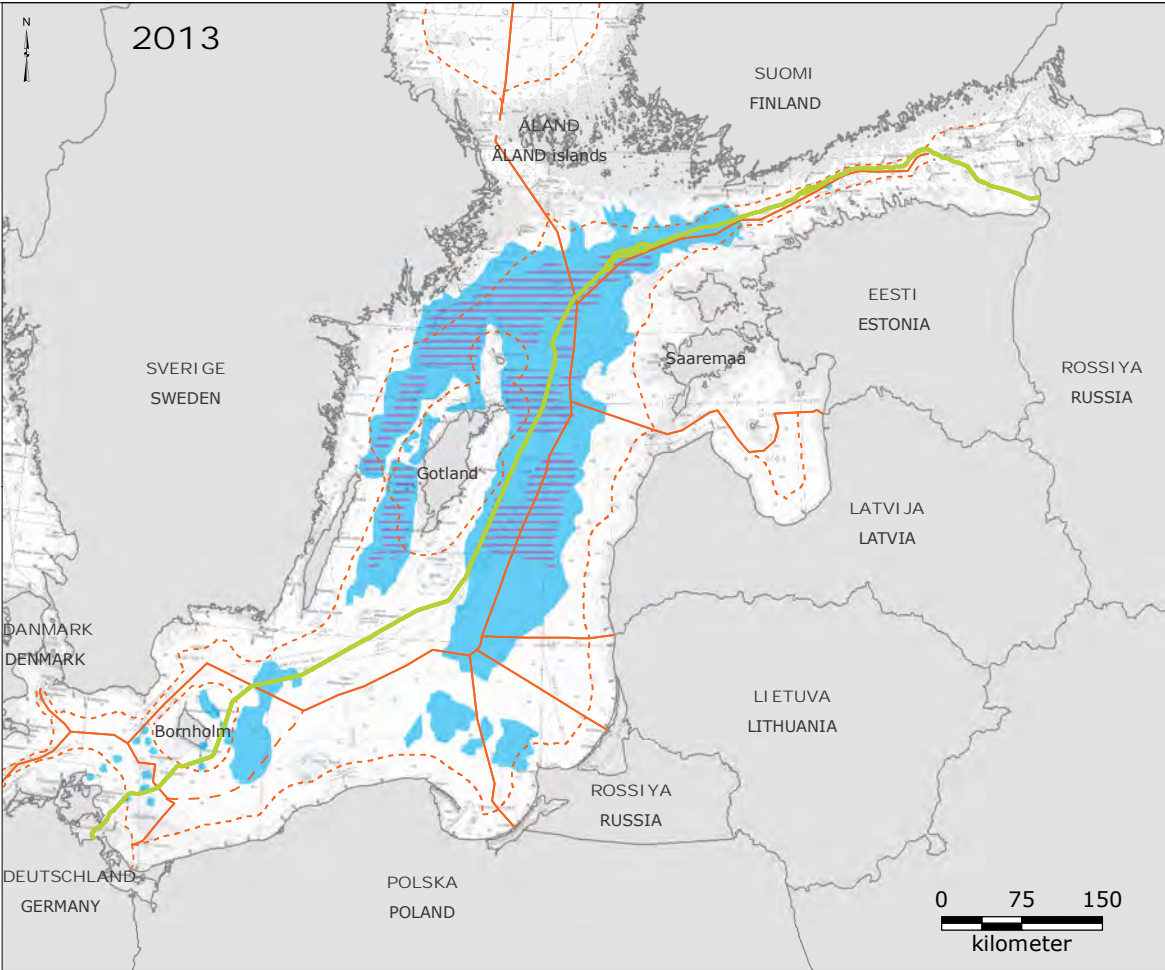 N
2013
SUOMI
FINLAND
ÅLAND
ÅLAND islands
EESTI
ESTONIA
Saaremaa
ROSSIYA
RUSSIA
SVERIGE
SWEDEN
Gotland
LATVIJA
LATVIA
DANMARK
DENMARK
LIETUVA
LITHUANIA
Bornholm
ROSSIYA
RUSSIA
DEUTSCHLAND
GERMANY
POLSKA
POLAND
0 75 150
kilometer